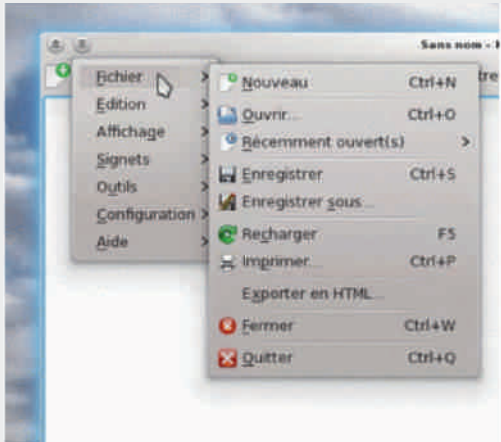 Sans nom -
Fichier
Edition
Affichage
Signets
Outils
Configuration
Aide
Nouveau Ctrl+N
Ouvrir... Ctrl+O
Récemment ouvert(s)
Enregistrer Ctrl+S
Enregistrer sous...
Recharger F5
Imprimer... Ctrl+P
Exporter en HTML...
Fermer Ctrl+W
Quitter Ctrl+Q